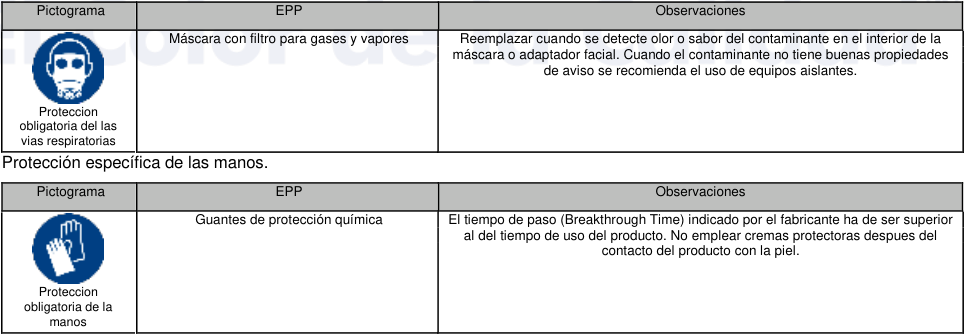 Pictograma EPP Observaciones
Máscara con filtro para gases y vapores
Reemplazar cuando se detecte olor o sabor del contaminante en el interior de la
máscara o adaptador facial. Cuando el contaminante no tiene buenas propiedades
de aviso se recomienda el uso de equipos aislantes.
Proteccion
obligatoria del las
vias respiratorias
Protección específica de las manos.
Pictograma EPP Observaciones
Guantes de protección química
El tiempo de paso (Breakthrough Time) indicado por el fabricante ha de ser superior
al del tiempo de uso del producto. No emplear cremas protectoras despues del
contacto del producto con la piel.
Proteccion
obligatoria de la
manos